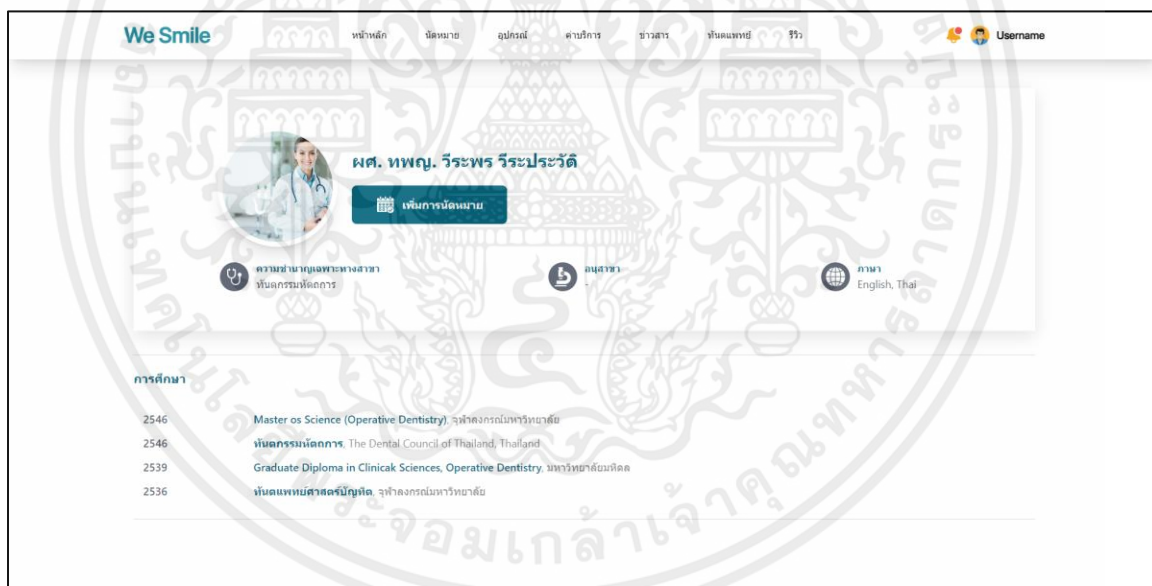 We Smile หน้าหลัก นัดหมาย อุปกรณ์ ค่าบริการ ข่าวสาร ทันตแพทย์ รีวิว Username
ผศ. ทพญ. วีระพร วีระประวัติ
เพิ่มการนัดหมาย
ความชำนาญเฉพาะทางสาขา
ทันตกรรมหัตถการ
อนุสาขา
-
ภาษา
English, Thai
การศึกษา
2546 Master os Science (Operative Dentistry), จุฬาลงกรณ์มหาวิทยาลัย
2546 ทันตกรรมหัตถการ, The Dental Council of Thailand, Thailand
2539 Graduate Diploma in Clinicak Sciences, Operative Dentistry, มหาวิทยาลัยมหิดล
2536 ทันตแพทย์ศาสตร์บัญฑิต, จุฬาลงกรณ์มหาวิทยาลัย